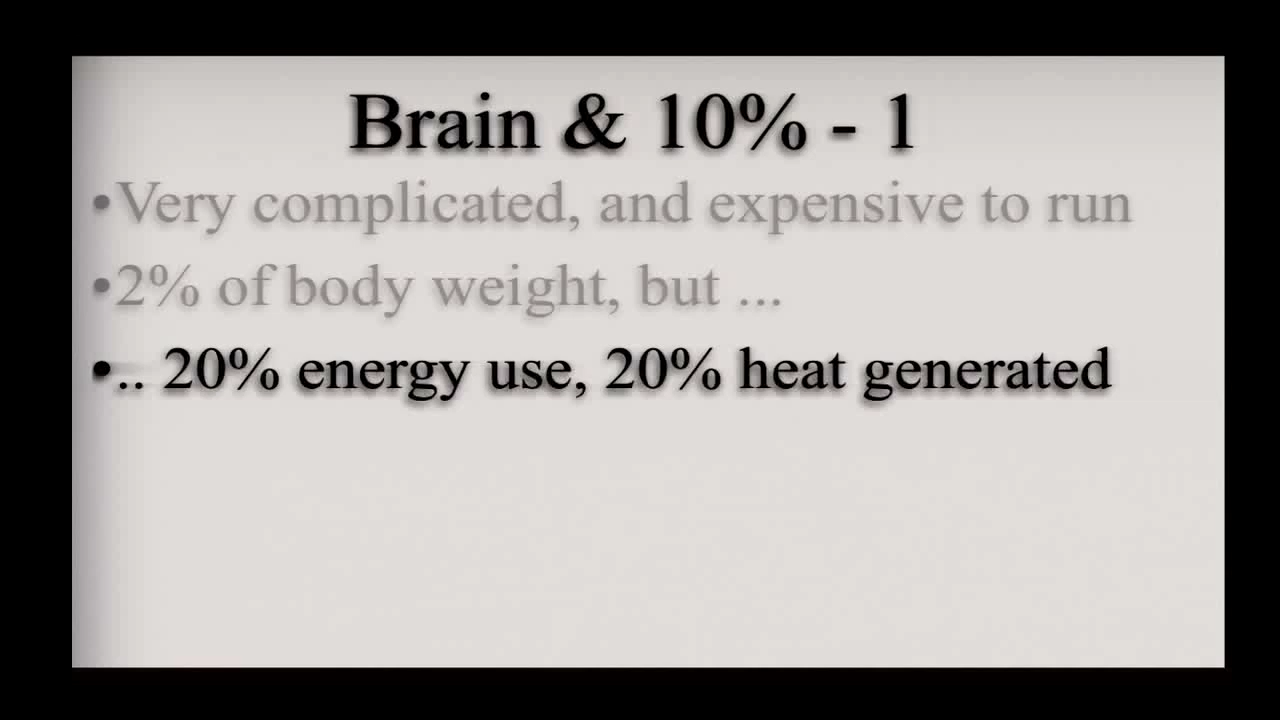 Brain & 10% - 1
•Very complicated, and expensive to run
•2% of body weight, but ...
•.. 20% energy use, 20% heat generated